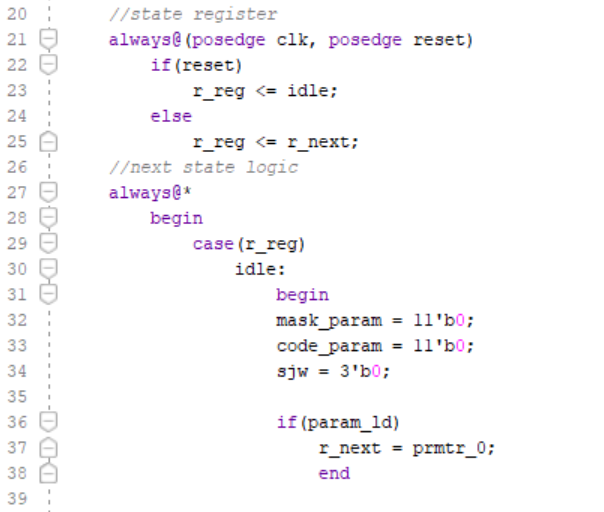 20 //state register
21 always@(posedge clk, posedge reset)
22 if(reset)
23 r_reg <= idle;
24 else
25 r_reg <= r_next;
26 //next state logic
27 always@*
28 begin
29 case(r_reg)
30 idle:
31 begin
32 mask_param = 11'b0;
33 code_param = 11'b0;
34 sjw = 3'b0;
35
36 if(param_ld)
37 r_next = prmtr_0;
38 end
39